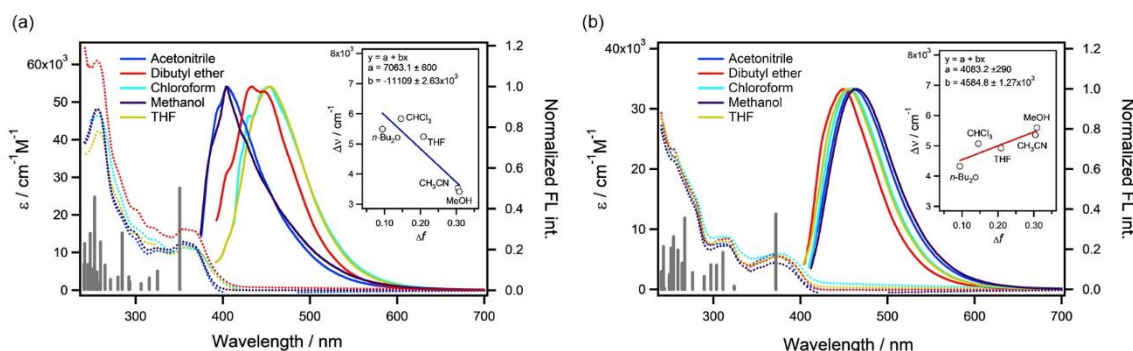 (a)
60x10³
50
40
30
20
10
0
ε / cm⁻¹M⁻¹
Acetonitrile
Dibutyl ether
Chloroform
Methanol
THF
8x10³
7
6
5
4
3
Δν / cm⁻¹
y = a + bx
a = 7063.1 ±600
b = -11109 ± 2.63x10³
CHCl₃
n-Bu₂O
THF
CH₃CN
MeOH
0.10
0.20
0.30
Δf
1.2
1.0
0.8
0.6
0.4
0.2
0.0
Normalized FL int.
300
400
500
600
700
Wavelength / nm
(b)
40x10³
30
20
10
0
ε / cm⁻¹M⁻¹
Acetonitrile
Dibutyl ether
Chloroform
Methanol
THF
8x10³
7
6
5
4
3
Δν / cm⁻¹
y = a + bx
a = 4083.2 ±290
b = 4584.8 ± 1.27x10³
MeOH
CHCl₃
CH₃CN
THF
n-Bu₂O
0.10
0.20
0.30
Δf
1.2
1.0
0.8
0.6
0.4
0.2
0.0
Normalized FL int.
300
400
500
600
700
Wavelength / nm